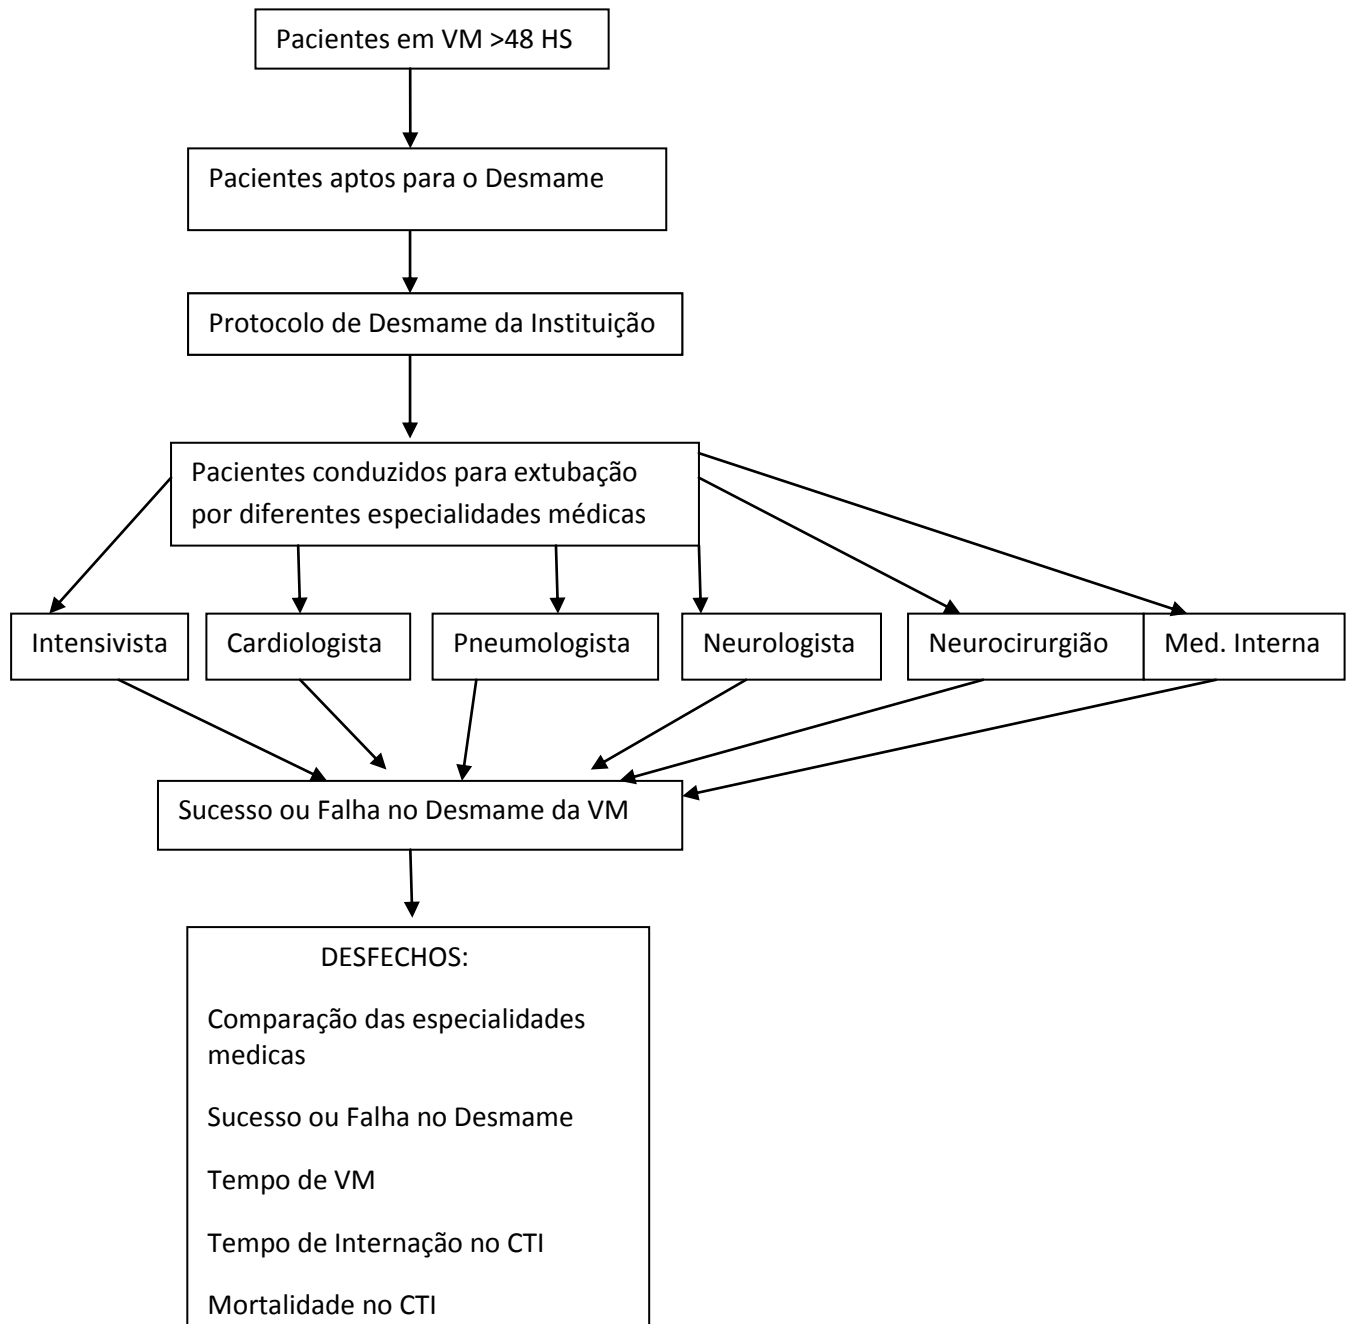 Pacientes em VM >48 HS
Pacientes aptos para o Desmame
Protocolo de Desmame da Instituição
Pacientes conduzidos para extubação
por diferentes especialidades médicas
Intensivista
Cardiologista
Pneumologista
Neurologista
Neurocirurgião
Med. Interna
Sucesso ou Falha no Desmame da VM
DESFECHOS:
Comparação das especialidades
medicas
Sucesso ou Falha no Desmame
Tempo de VM
Tempo de Internação no CTI
Mortalidade no CTI